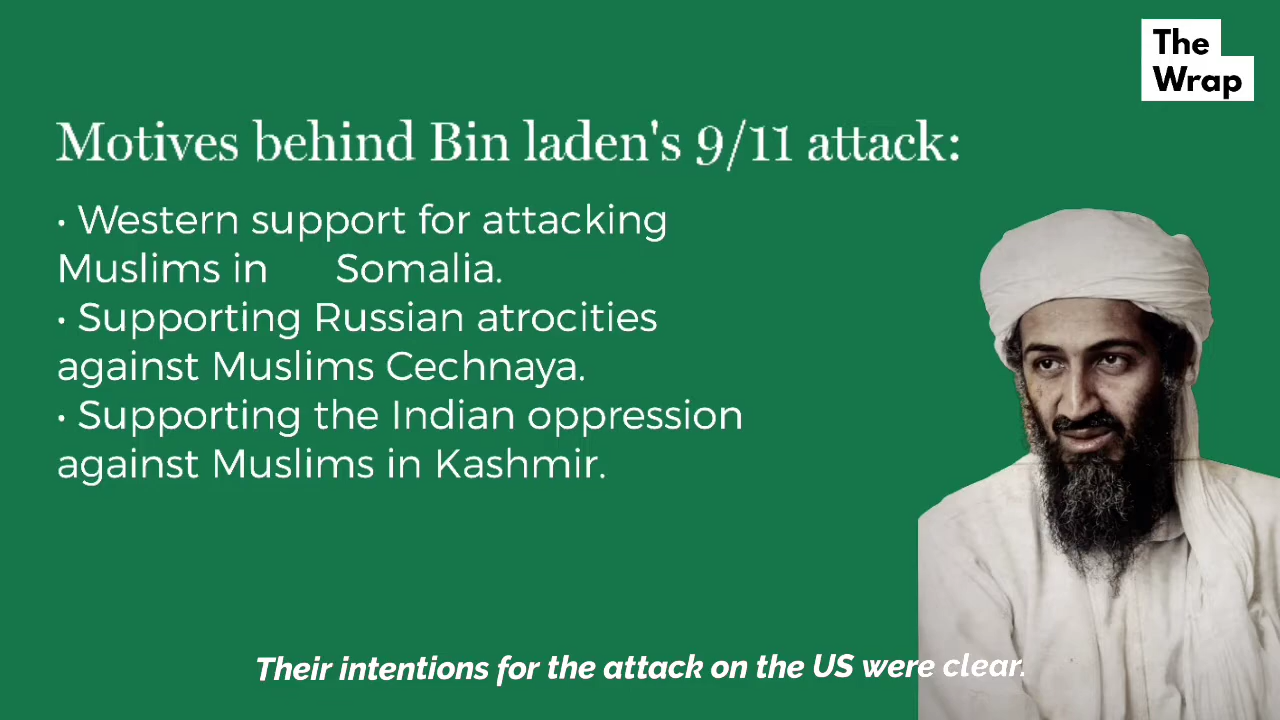 The
Wrap
Motives behind Bin laden's 9/11 attack:
• Western support for attacking
Muslims in Somalia.
• Supporting Russian atrocities
against Muslims Cechnaya.
• Supporting the Indian oppression
against Muslims in Kashmir.
Their intentions for the attack on the US were clear.